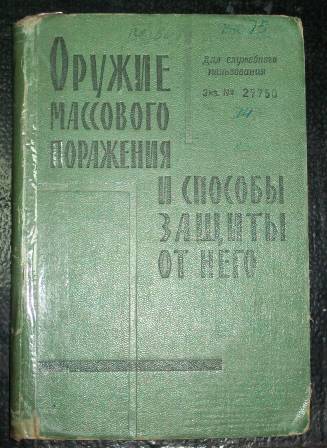 Для служебного
пользования
Экз. № 27750
Оружие
массового
поражения
и способы
защиты
от него